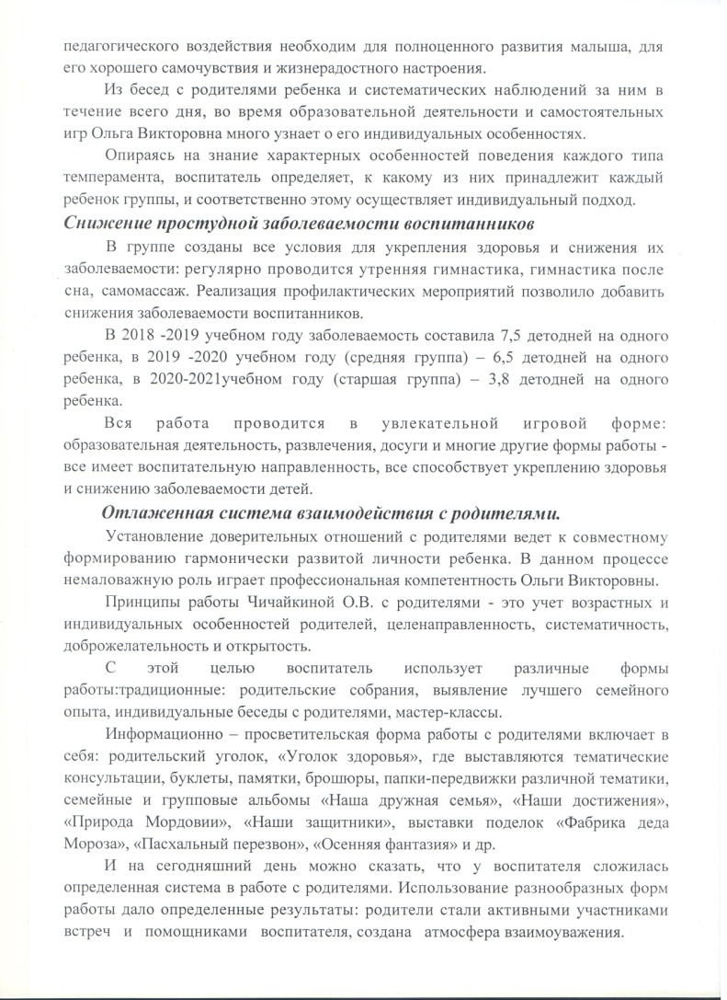 педагогического воздействия необходим для полноценного развития малыша, для
его хорошего самочувствия и жизнерадостного настроения.
Из бесед с родителями ребенка и систематических наблюдений за ним в
течение всего дня, во время образовательной деятельности и самостоятельных
игр Ольга Викторовна много узнает о его индивидуальных особенностях.
Опираясь на знание характерных особенностей поведения каждого типа
темперамента, воспитатель определяет, к какому из них принадлежит каждый
ребенок группы, и соответственно этому осуществляет индивидуальный подход.
Снижение простудной заболеваемости воспитанников
В группе созданы все условия для укрепления здоровья и снижения их
заболеваемости: регулярно проводится утренняя гимнастика, гимнастика после
сна, самомассаж. Реализация профилактических мероприятий позволило добавить
снижения заболеваемости воспитанников.
В 2018 -2019 учебном году заболеваемость составила 7,5 детодней на одного
ребенка, в 2019 -2020 учебном году (средняя группа) – 6,5 детодней на одного
ребенка, в 2020-2021учебном году (старшая группа) – 3,8 детодней на одного
ребенка.
Вся работа проводится в увлекательной игровой форме:
образовательная деятельность, развлечения, досуги и многие другие формы работы -
все имеет воспитательную направленность, все способствует укреплению здоровья
и снижению заболеваемости детей.
Отлаженная система взаимодействия с родителями.
Установление доверительных отношений с родителями ведет к совместному
формированию гармонически развитой личности ребенка. В данном процессе
немаловажную роль играет профессиональная компетентность Ольги Викторовны.
Принципы работы Чичайкиной О.В. с родителями - это учет возрастных и
индивидуальных особенностей родителей, целенаправленность, систематичность,
доброжелательность и открытость.
С этой целью воспитатель использует различные формы
работы:традиционные: родительские собрания, выявление лучшего семейного
опыта, индивидуальные беседы с родителями, мастер-классы.
Информационно – просветительская форма работы с родителями включает в
себя: родительский уголок, «Уголок здоровья», где выставляются тематические
консультации, буклеты, памятки, брошюры, папки-передвижки различной тематики,
семейные и групповые альбомы «Наша дружная семья», «Наши достижения»,
«Природа Мордовии», «Наши защитники», выставки поделок «Фабрика деда
Мороза», «Пасхальный перезвон», «Осенняя фантазия» и др.
И на сегодняшний день можно сказать, что у воспитателя сложилась
определенная система в работе с родителями. Использование разнообразных форм
работы дало определенные результаты: родители стали активными участниками
встреч и помощниками воспитателя, создана атмосфера взаимоуважения.